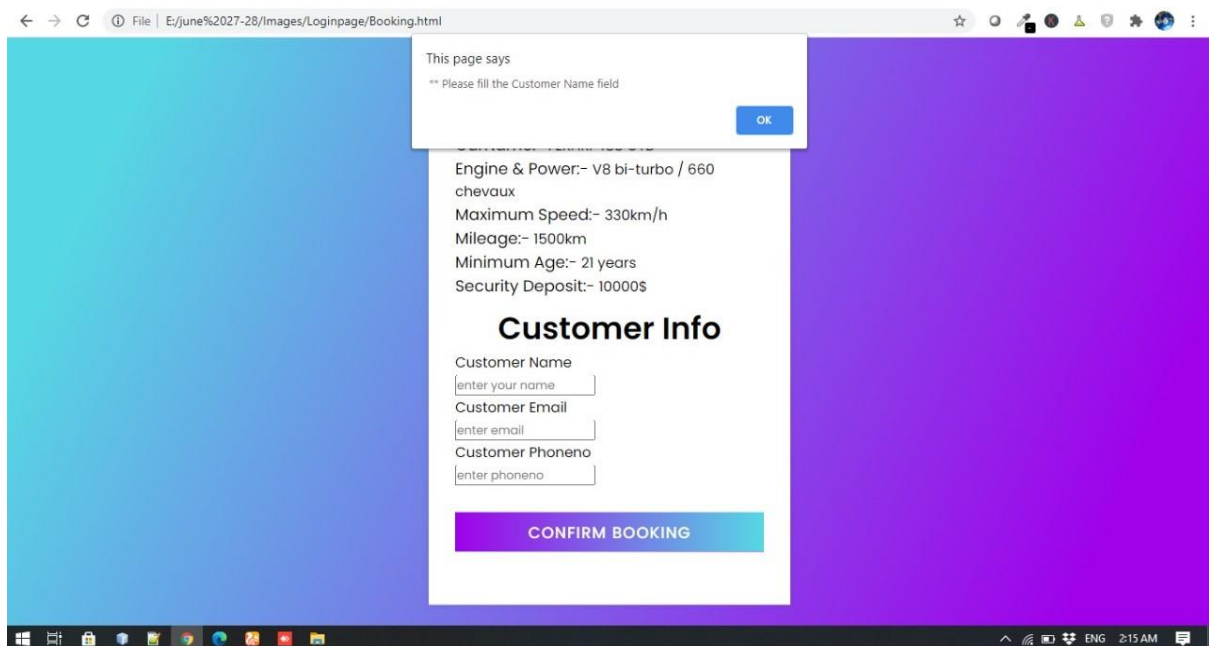 File | E:/june%2027-28/Images/Loginpage/Booking.html
This page says
** Please fill the Customer Name field
OK
Engine & Power:- V8 bi-turbo / 660
chevaux
Maximum Speed:- 330km/h
Mileage:- 1500km
Minimum Age:- 21 years
Security Deposit:- 10000$
Customer Info
Customer Name
enter your name
Customer Email
enter email
Customer Phoneno
enter phoneno
CONFIRM BOOKING
ENG 2:15 AM